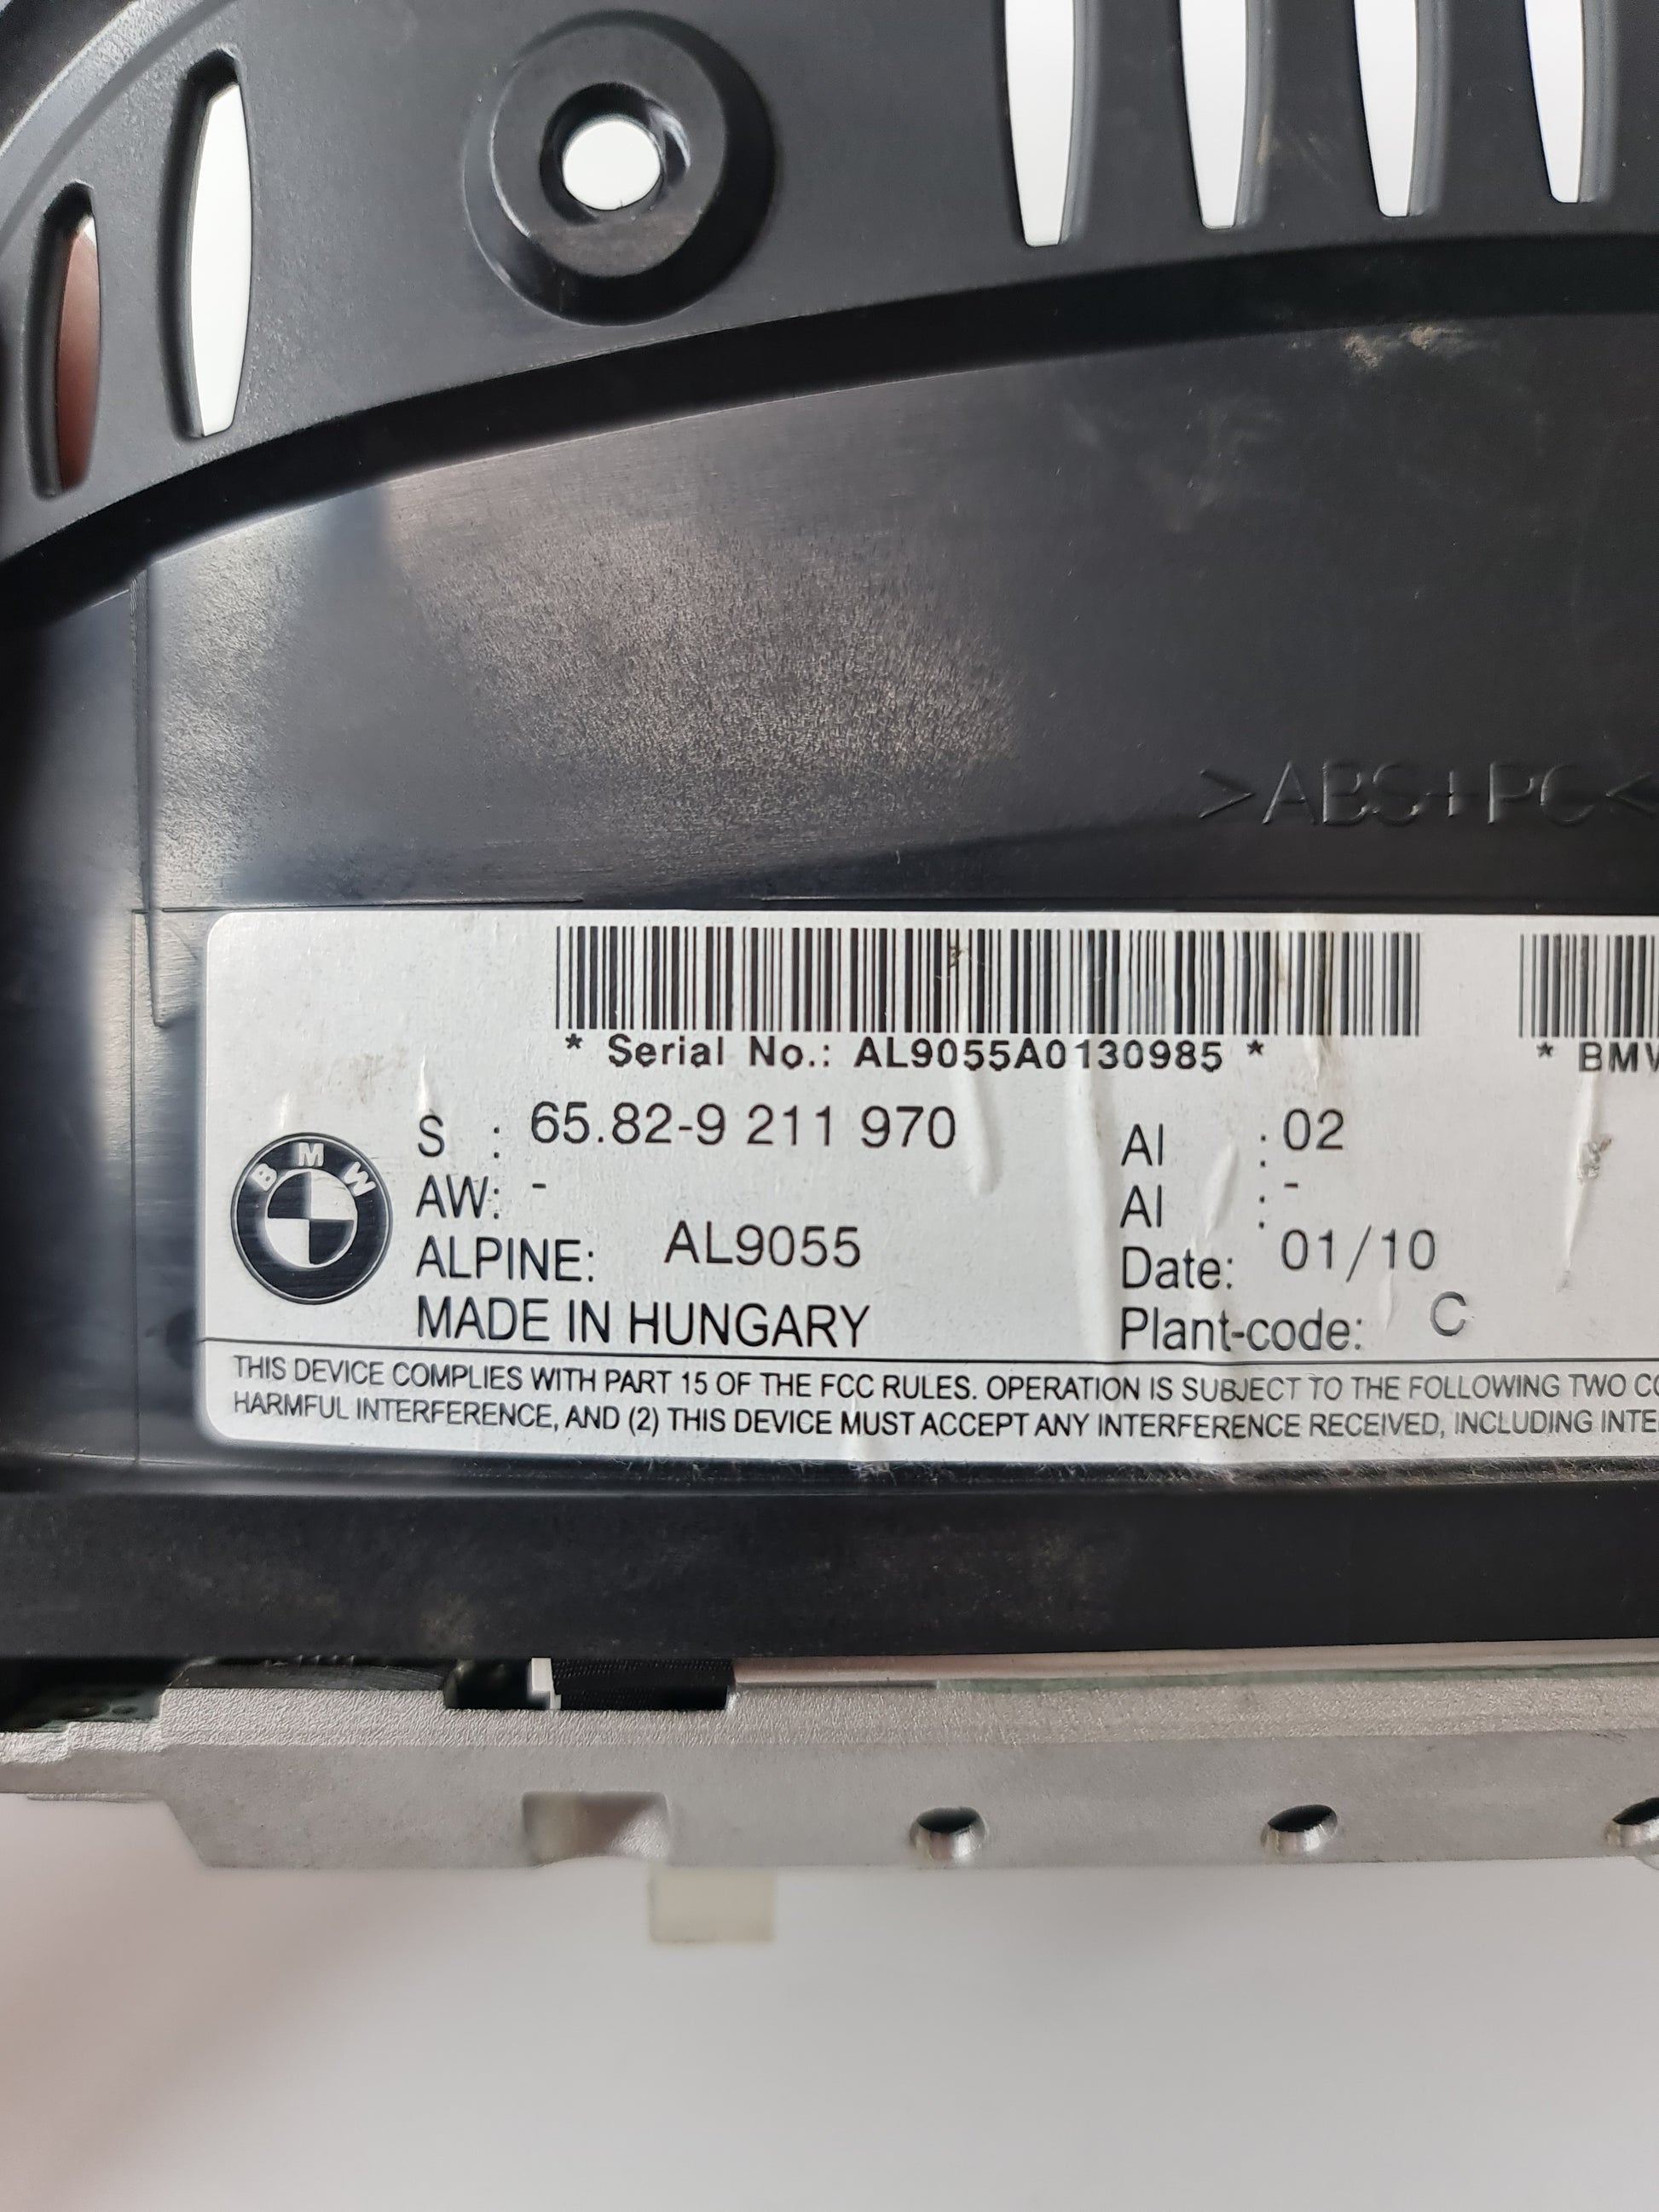 >ABS+PC<
* Serial No.: AL9055A0130985 *
* BMW
S : 65.82-9 211 970
AI : 02
BMW
AW: -
AI : -
ALPINE: AL9055
Date: 01/10
MADE IN HUNGARY
Plant-code: C
THIS DEVICE COMPLIES WITH PART 15 OF THE FCC RULES. OPERATION IS SUBJECT TO THE FOLLOWING TWO
HARMFUL INTERFERENCE, AND (2) THIS DEVICE MUST ACCEPT ANY INTERFERENCE RECEIVED, INCLUDING